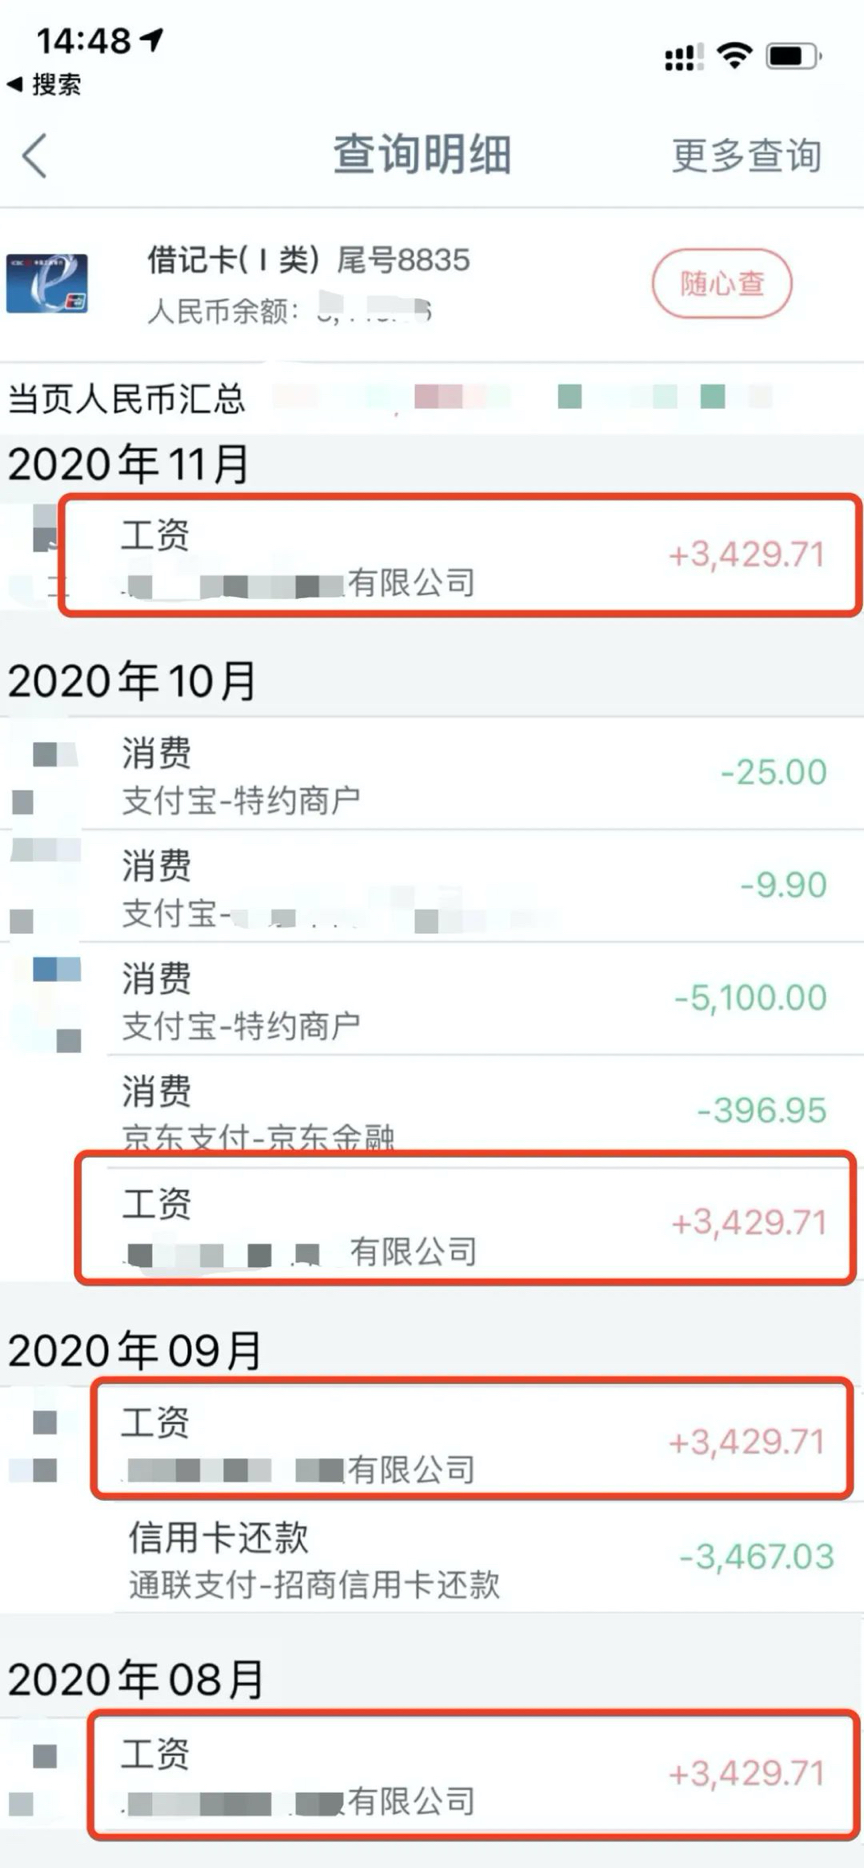 14:48
搜索
查询明细
更多查询
借记卡(I类) 尾号8835
人民币余额:
随心查
当页人民币汇总
2020年11月
工资
+3,429.71
有限公司
2020年10月
消费
-25.00
支付宝-特约商户
消费
-9.90
支付宝-
消费
-5,100.00
支付宝-特约商户
消费
-396.95
京东支付-京东金融
工资
+3,429.71
有限公司
2020年09月
工资
+3,429.71
有限公司
信用卡还款
-3,467.03
通联支付-招商信用卡还款
2020年08月
工资
+3,429.71
有限公司